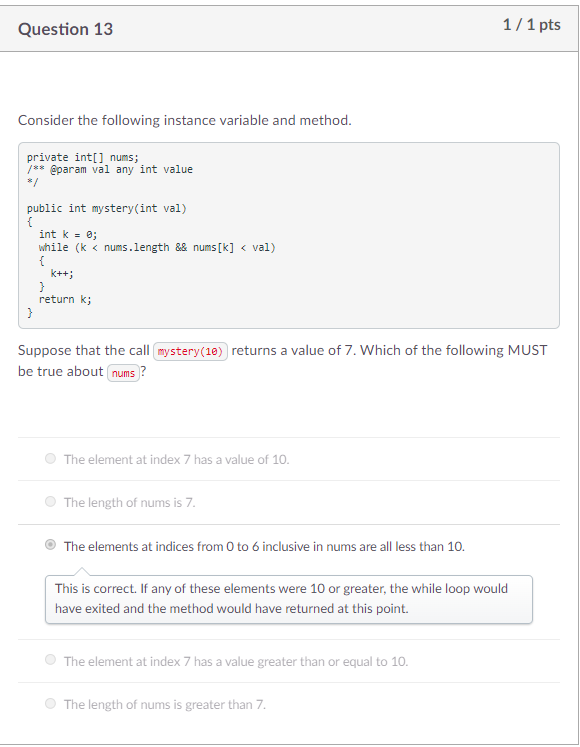 Question 13
1 / 1 pts
Consider the following instance variable and method.
private int[] nums;
/** @param val any int value
*/
public int mystery(int val)
{
int k = 0;
while (k < nums.length && nums[k] < val)
{
k++;
}
return k;
}
Suppose that the call mystery(10) returns a value of 7. Which of the following MUST
be true about nums ?
The element at index 7 has a value of 10.
The length of nums is 7.
The elements at indices from 0 to 6 inclusive in nums are all less than 10.
This is correct. If any of these elements were 10 or greater, the while loop would
have exited and the method would have returned at this point.
The element at index 7 has a value greater than or equal to 10.
The length of nums is greater than 7.